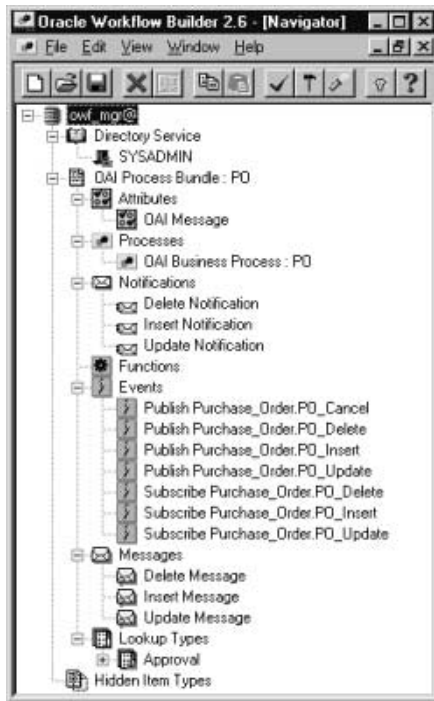 Oracle Workflow Builder 2.6 - [Navigator]
File Edit View Window Help
owf_mgr@
Directory Service
SYSADMIN
OAI Process Bundle : PO
Attributes
OAI Message
Processes
OAI Business Process : PO
Notifications
Delete Notification
Insert Notification
Update Notification
Functions
Events
Publish Purchase_Order.PO_Cancel
Publish Purchase_Order.PO_Delete
Publish Purchase_Order.PO_Insert
Publish Purchase_Order.PO_Update
Subscribe Purchase_Order.PO_Delete
Subscribe Purchase_Order.PO_Insert
Subscribe Purchase_Order.PO_Update
Messages
Delete Message
Insert Message
Update Message
Lookup Types
Approval
Hidden Item Types